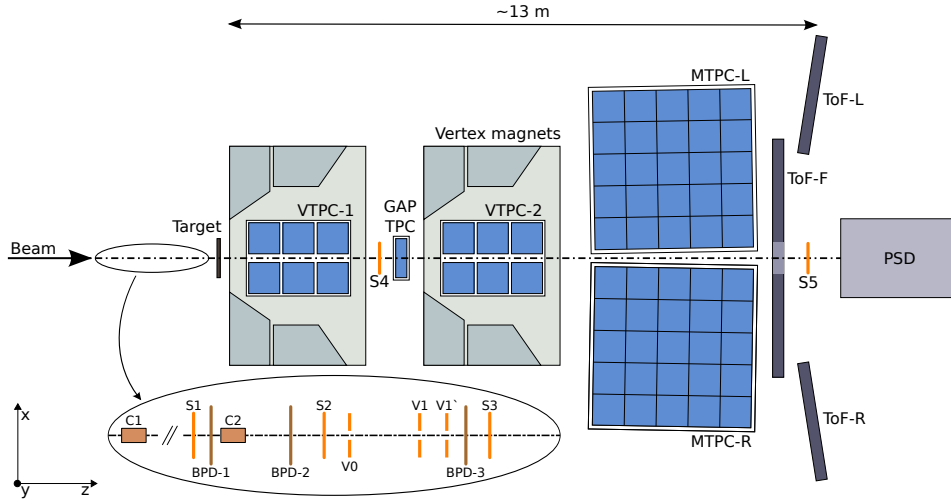 ~13 m
MTPC-L
ToF-L
Vertex magnets
ToF-F
VTPC-1
GAP
TPC
VTPC-2
Target
Beam
S4
S5
PSD
x
y
z
C1
S1
C2
S2
V1
V1`
S3
BPD-1
BPD-2
V0
BPD-3
MTPC-R
ToF-R